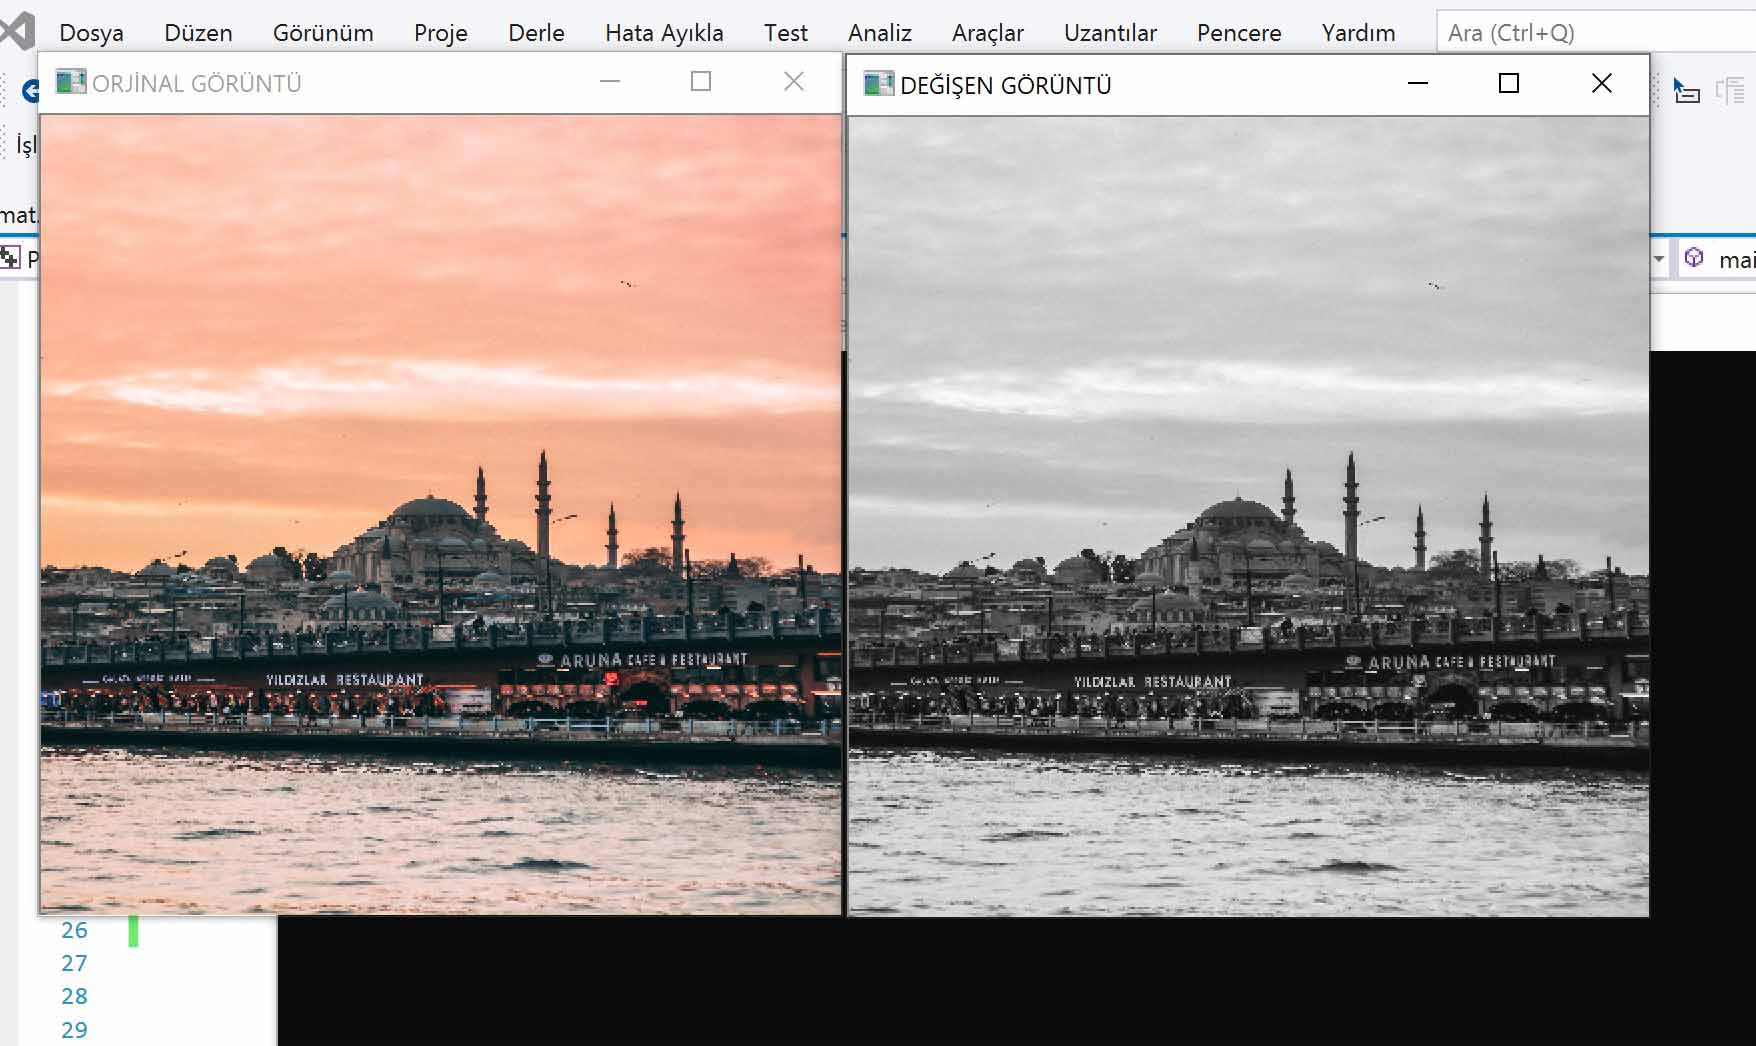 Dosya Düzen Görünüm Proje Derle Hata Ayıkla Test Analiz Araçlar Uzantılar Pencere Yardım Ara (Ctrl+Q)
ORJİNAL GÖRÜNTÜ
DEĞİŞEN GÖRÜNTÜ
İşl
mat.
P
mai
ARUNA CAFE & RESTAURANT
YILDIZLAR RESTAURANT
ARUNA CAFE & RESTAURANT
YILDIZLAR RESTAURANT
26
27
28
29